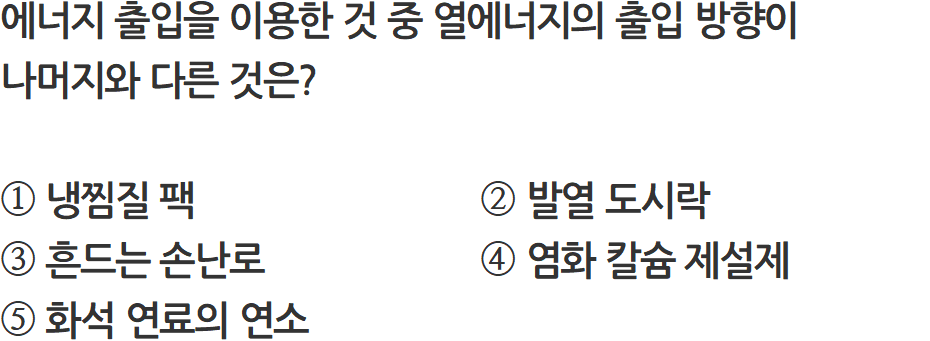 에너지 출입을 이용한 것 중 열에너지의 출입 방향이
나머지와 다른 것은?
① 냉찜질 팩 ② 발열 도시락
③ 흔드는 손난로 ④ 염화 칼슘 제설제
⑤ 화석 연료의 연소